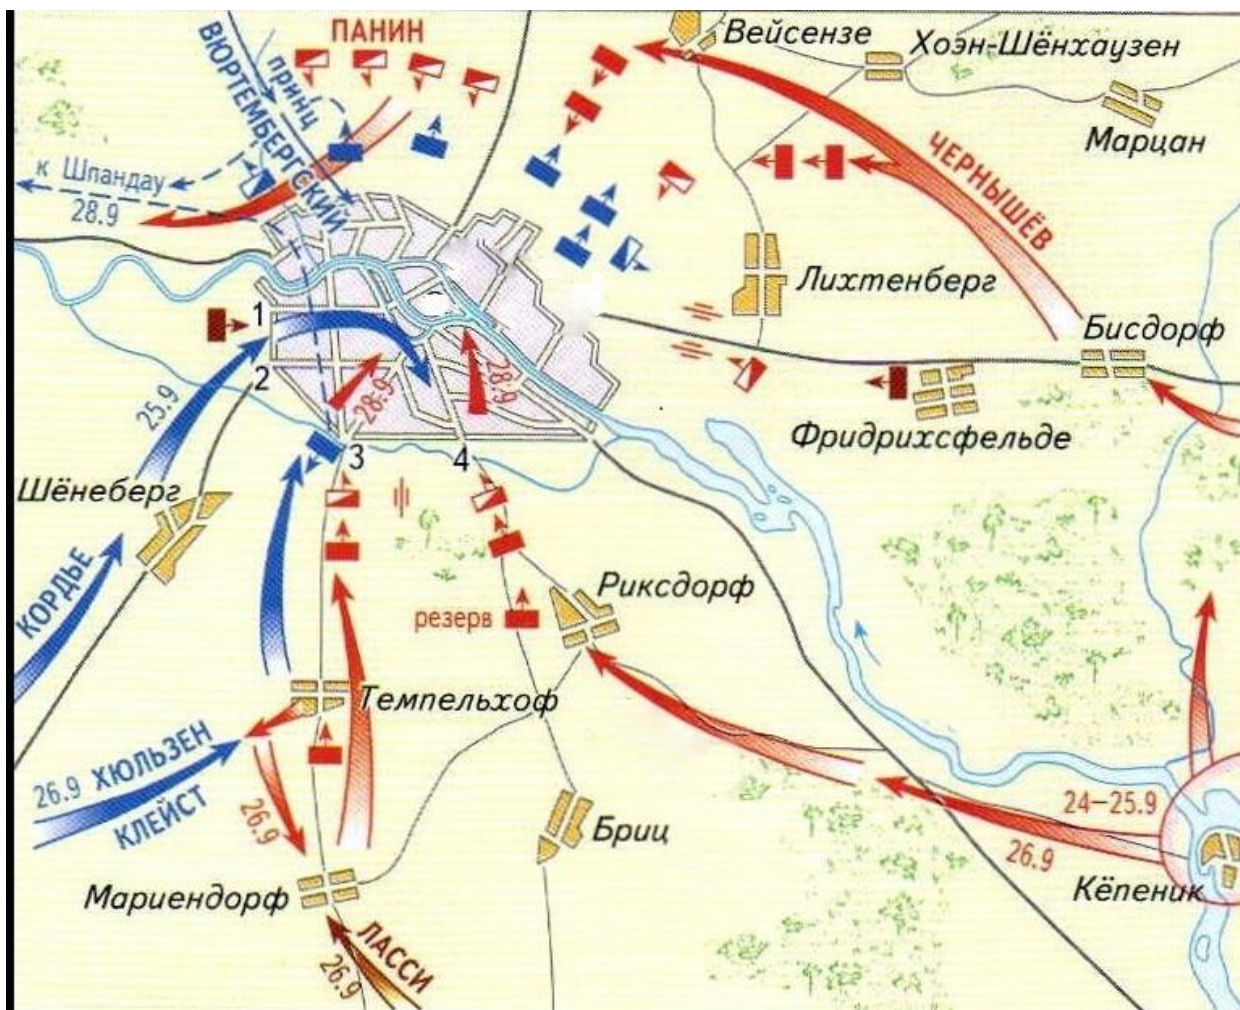 ПАНИН
ВЮРТЕМБЕРГСКИЙ
принц
Вейсензе
Хоэн-Шёнхаузен
Марцан
ЧЕРНЫШЁВ
к Шпандау
28.9
Лихтенберг
Бисдорф
1
2
25.9
28.9
28.9
Фридрихсфельде
3
4
Шёнеберг
КОРДЬЕ
Риксдорф
резерв
Темпельхоф
26.9 ХЮЛЬЗЕН
КЛЕЙСТ
26.9
Бриц
24–25.9
26.9
Кёпеник
Мариендорф
ЛАССИ
26.9